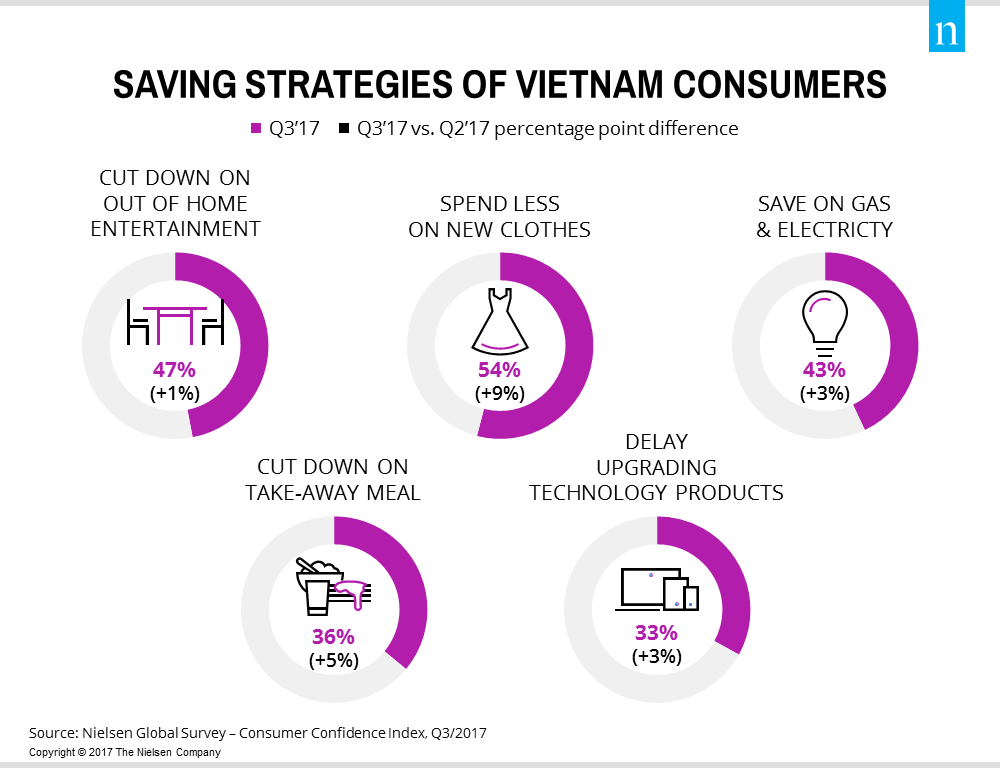 n
SAVING STRATEGIES OF VIETNAM CONSUMERS
Q3’17 Q3’17 vs. Q2’17 percentage point difference
CUT DOWN ON
OUT OF HOME
ENTERTAINMENT
47%
(+1%)
SPEND LESS
ON NEW CLOTHES
54%
(+9%)
SAVE ON GAS
& ELECTRICTY
43%
(+3%)
CUT DOWN ON
TAKE-AWAY MEAL
36%
(+5%)
DELAY
UPGRADING
TECHNOLOGY PRODUCTS
33%
(+3%)
Source: Nielsen Global Survey – Consumer Confidence Index, Q3/2017
Copyright © 2017 The Nielsen Company